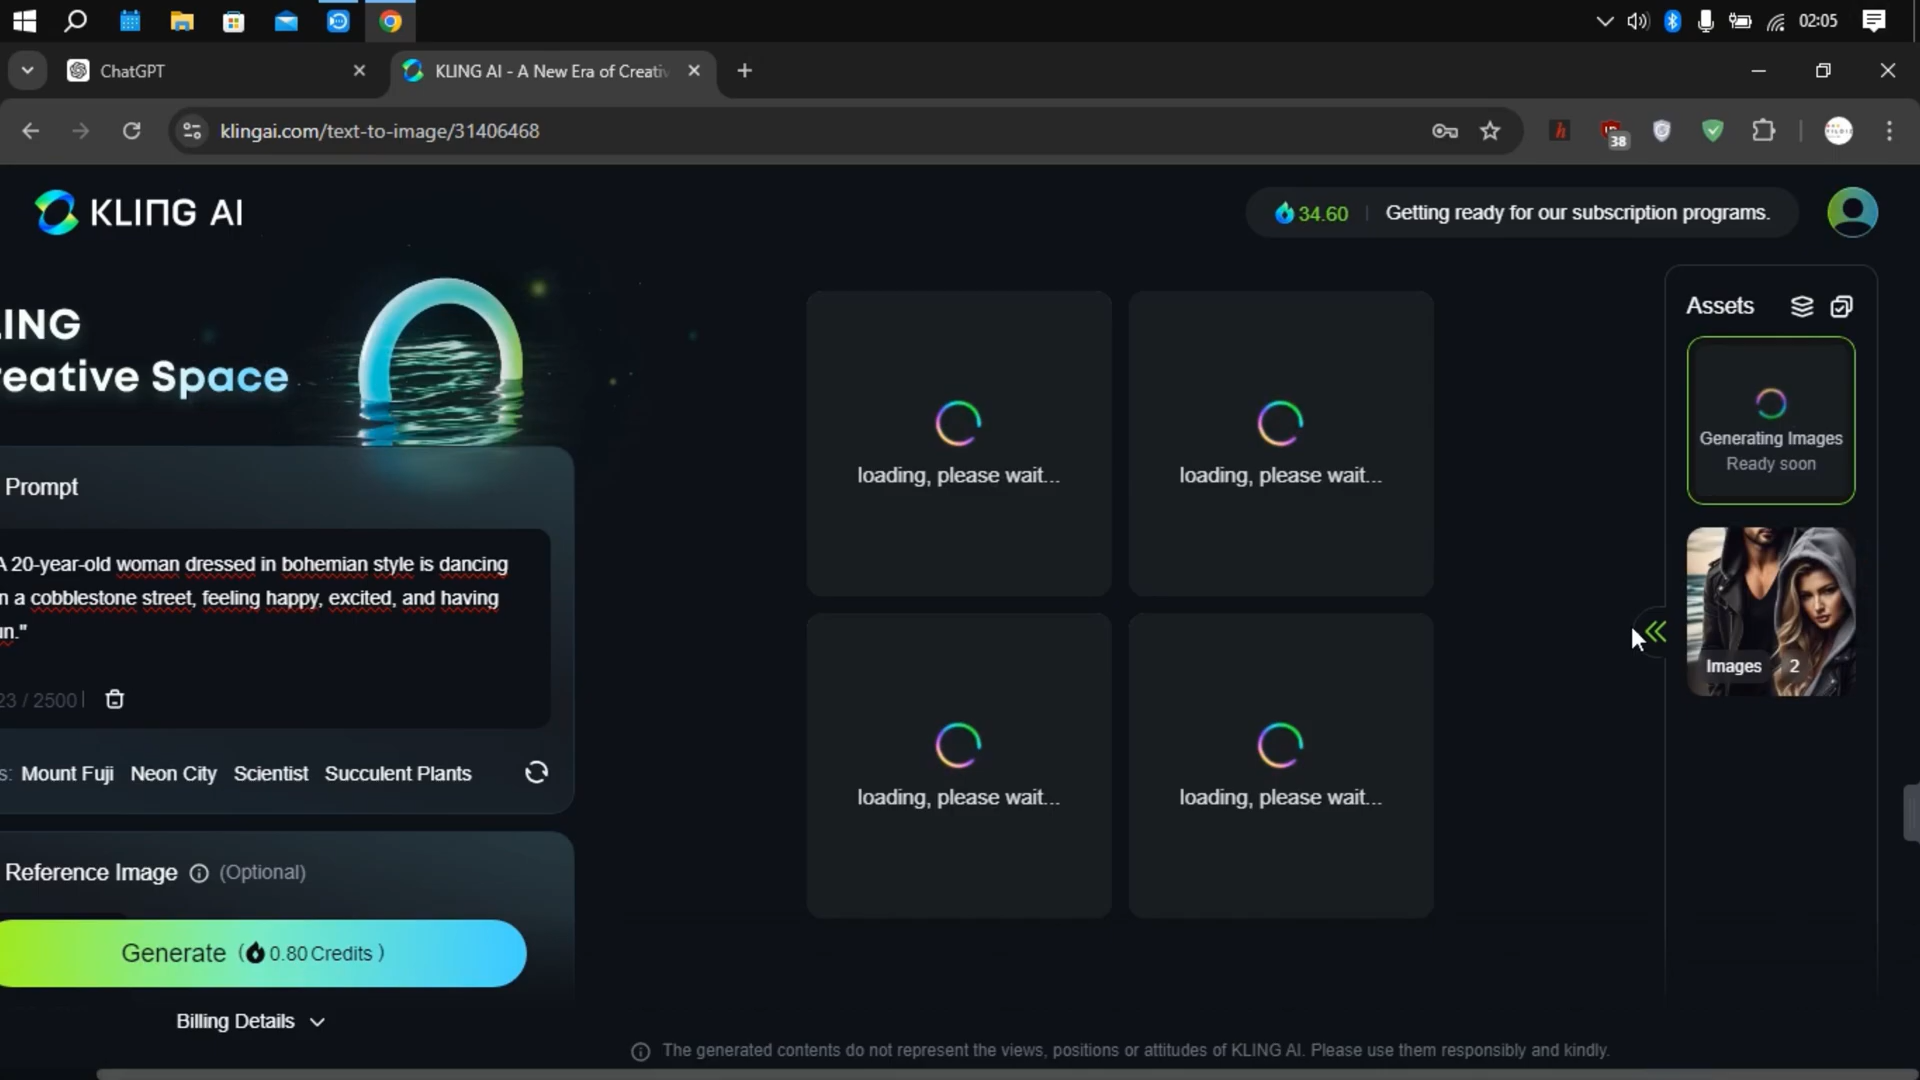 02:05
ChatGPT
KLING AI - A New Era of Creativ
klingai.com/text-to-image/31406468
38
KLING AI
34.60
Getting ready for our subscription programs.
LING
reative Space
Assets
Generating Images
Ready soon
Images 2
loading, please wait...
loading, please wait...
loading, please wait...
loading, please wait...
Prompt
A 20-year-old woman dressed in bohemian style is dancing
n a cobblestone street, feeling happy, excited, and having
un."
23 / 2500
s: Mount Fuji Neon City Scientist Succulent Plants
Reference Image (Optional)
Generate ( 0.80 Credits )
Billing Details
The generated contents do not represent the views, positions or attitudes of KLING AI. Please use them responsibly and kindly.